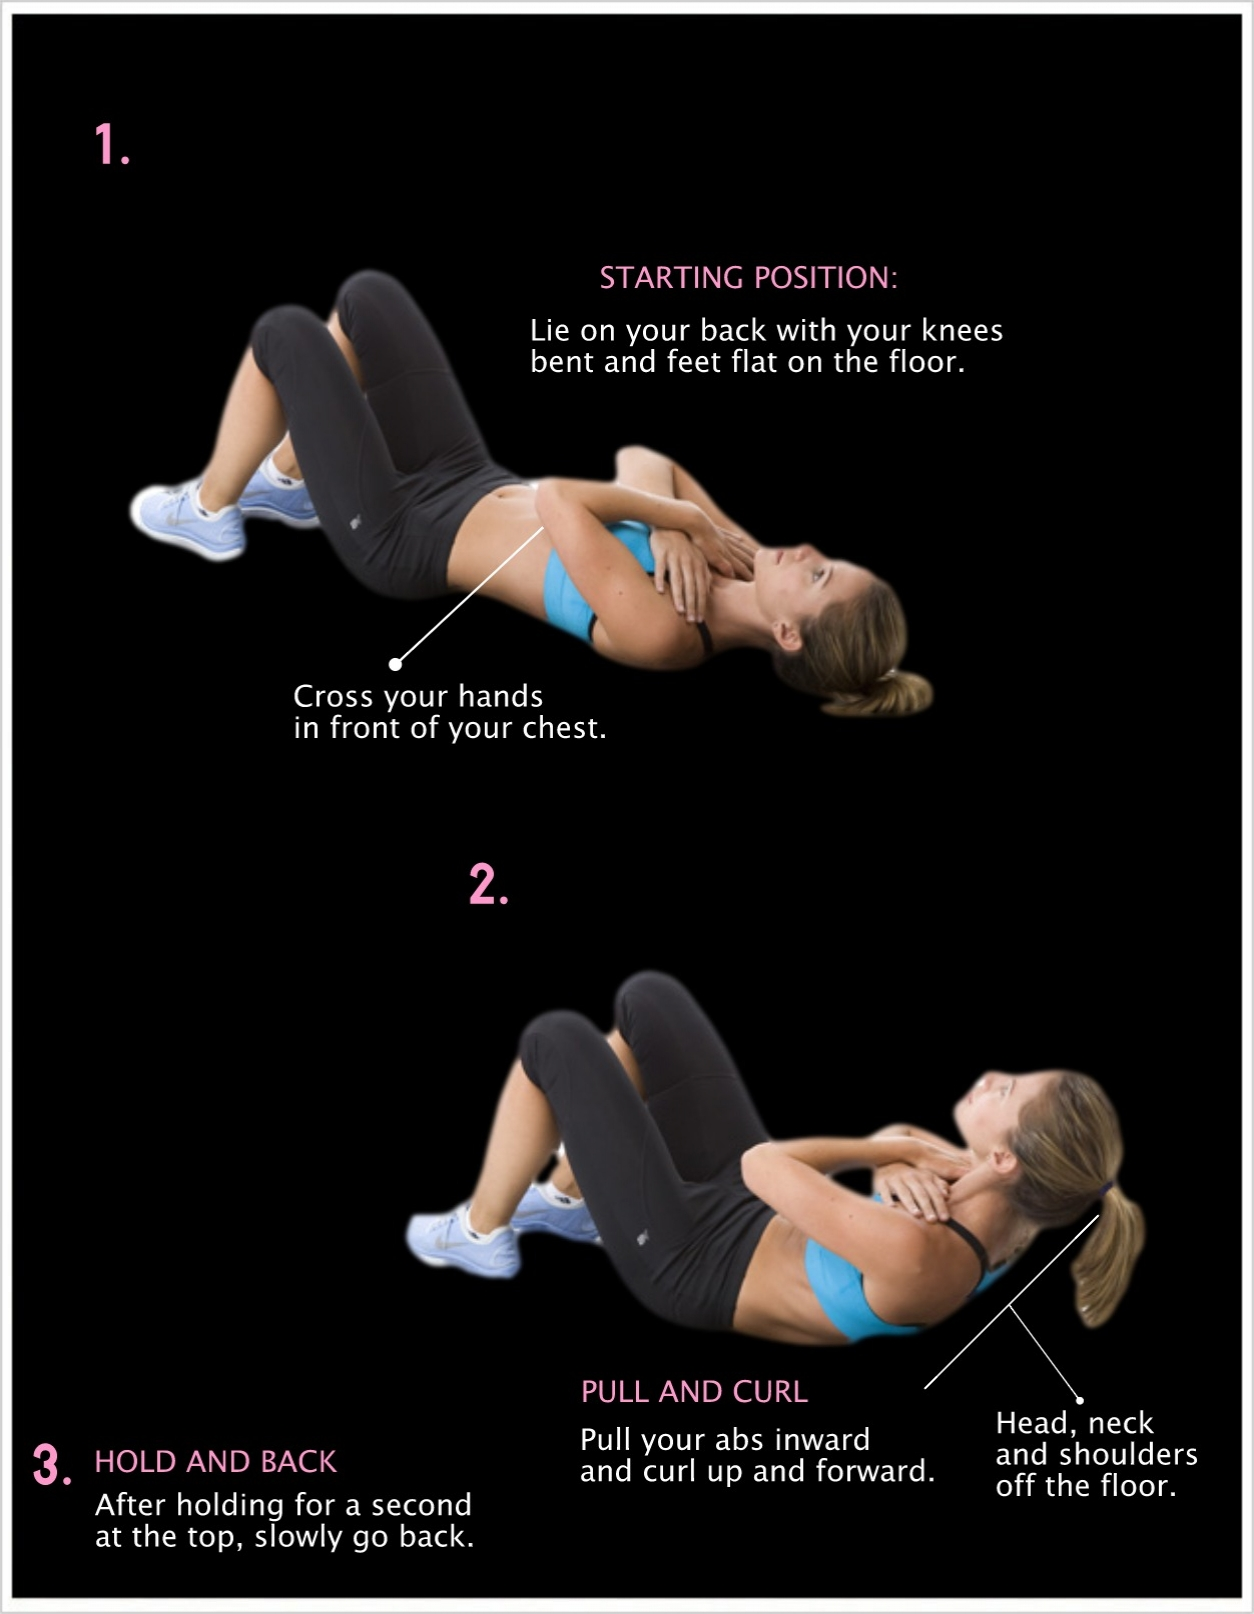 1.
STARTING POSITION:
Lie on your back with your knees
bent and feet flat on the floor.
Cross your hands
in front of your chest.
2.
PULL AND CURL
Pull your abs inward
and curl up and forward.
Head, neck
and shoulders
off the floor.
3. HOLD AND BACK
After holding for a second
at the top, slowly go back.